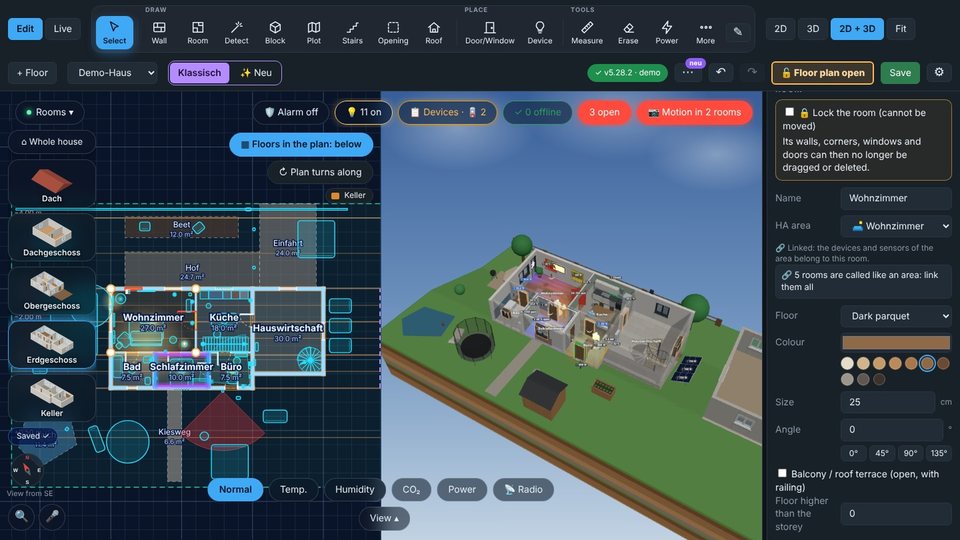 Edit
Live
DRAW
Select
Wall
Room
Detect
Block
Plot
Stairs
Opening
Roof
PLACE
Door/Window
Device
TOOLS
Measure
Erase
Power
More
2D
3D
2D + 3D
Fit
+ Floor
Demo-Haus
Klassisch
✨ Neu
✓ v5.28.2 · demo
neu
🔓 Floor plan open
Save
Rooms ▾
Alarm off
11 on
Devices · 2
✓ 0 offline
3 open
Motion in 2 rooms
⌂ Whole house
Floors in the plan: below
↻ Plan turns along
Keller
Dach
Dachgeschoss
Obergeschoss
Erdgeschoss
Keller
Beet
12.0 m²
Einfahrt
24.0 m²
Hof
24.7 m²
Wohnzimmer
27.0 m²
Küche
18.0 m²
Hauswirtschaft
30.0 m²
Bad
7.5 m²
Schlafzimmer
10.0 m²
Büro
7.5 m²
Kiesweg
6.6 m²
Saved ✓
N
W
E
S
View from SE
Normal
Temp.
Humidity
CO₂
Power
Radio
View ▴
🔒 Lock the room (cannot be
moved)
Its walls, corners, windows and
doors can then no longer be
dragged or deleted.
Name
Wohnzimmer
HA area
Wohnzimmer
🔗 Linked: the devices and sensors of the
area belong to this room.
🔗 5 rooms are called like an area: link
them all
Floor
Dark parquet
Colour
Size
25
cm
Angle
0
°
0°
45°
90°
135°
Balcony / roof terrace (open, with
railing)
Floor higher
than the
storey
0